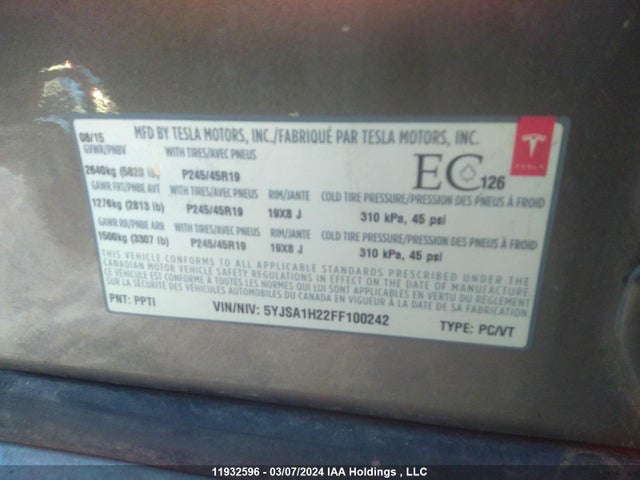 08/15 MFD BY TESLA MOTORS, INC./FABRIQUÉ PAR TESLA MOTORS, INC.
GVWR/PNBV WITH TIRES/AVEC PNEUS
2640kg (5820 lb) P245/45R19
EC 126
TESLA
GAWR FRT/PNBE AVT WITH TIRES/AVEC PNEUS RIM/JANTE COLD TIRE PRESSURE/PRESSION DES PNEUS À FROID
1276kg (2813 lb) P245/45R19 19X8 J 310 kPa, 45 psi
GAWR RR/PNBE ARR WITH TIRES/AVEC PNEUS RIM/JANTE COLD TIRE PRESSURE/PRESSION DES PNEUS À FROID
1500kg (3307 lb) P245/45R19 19X8 J 310 kPa, 45 psi
THIS VEHICLE CONFORMS TO ALL APPLICABLE STANDARDS PRESCRIBED UNDER THE
CANADIAN MOTOR VEHICLE SAFETY REGULATIONS IN EFFECT ON THE DATE OF MANUFACTURE
CE VÉHICULE EST CONFORME À TOUTES LES NORMES QUI LUI SONT APPLICABLES EN VERTU DU RÈGLEMENT
SUR LA SÉCURITÉ DES VÉHICULES AUTOMOBILES DU CANADA EN VIGUEUR À LA DATE DE SA FABRICATION
PNT: PPTI VIN/NIV: 5YJSA1H22FF100242 TYPE: PC/VT
11932596 - 03/07/2024 IAA Holdings , LLC